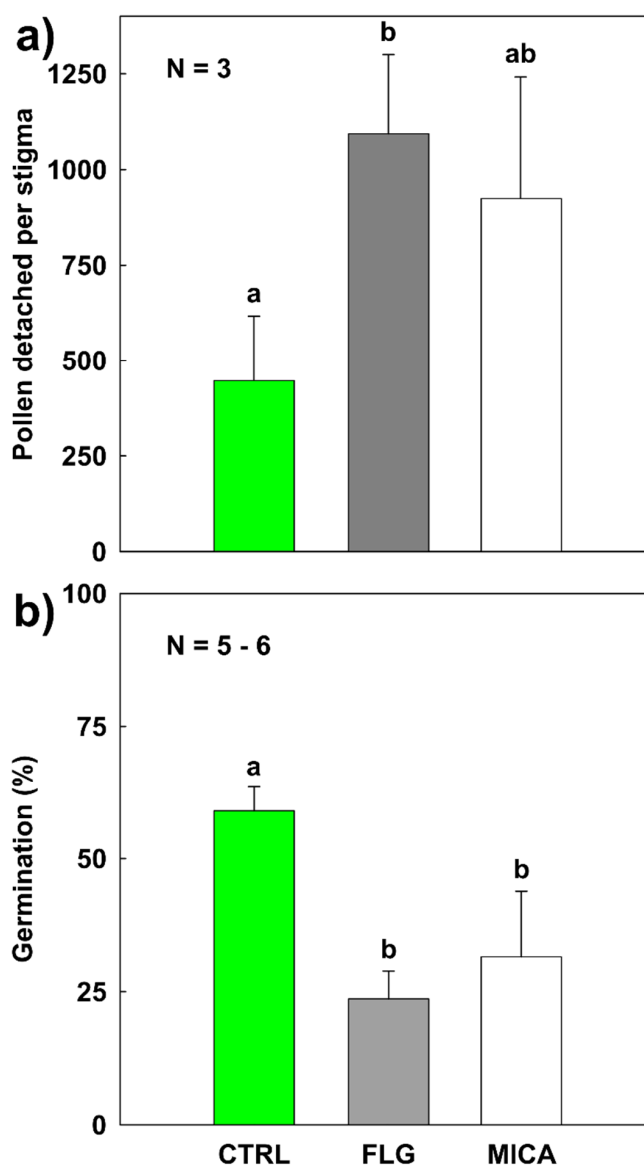 a)
N = 3
b
ab
a
1250
1000
750
500
250
0
Pollen detached per stigma
b)
N = 5 - 6
a
b
b
100
75
50
25
0
Germination (%)
CTRL FLG MICA